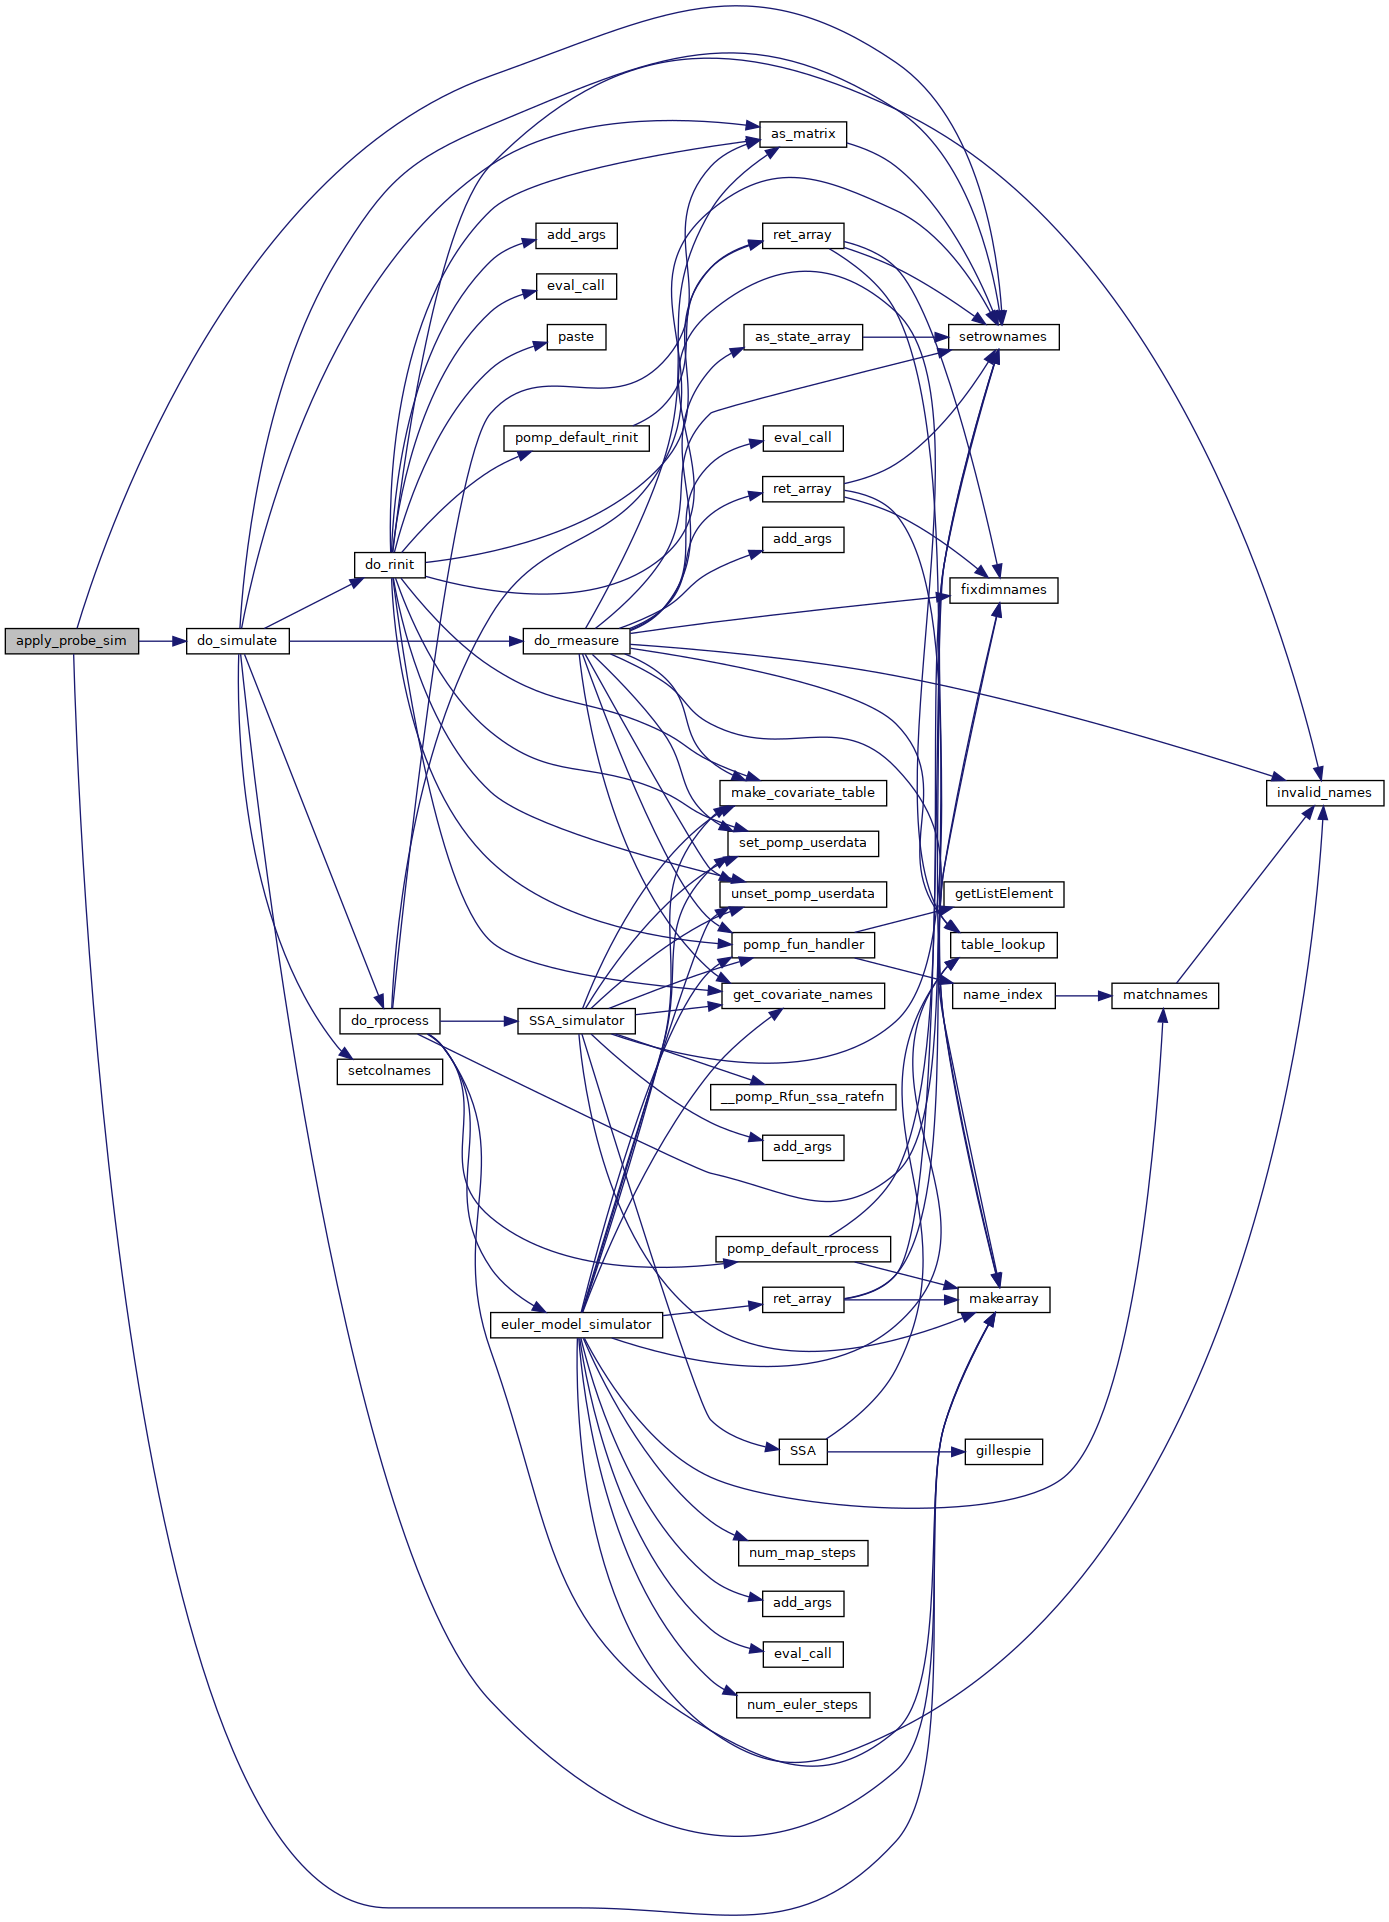 as_matrix
add_args
ret_array
eval_call
paste
as_state_array
setrownames
pomp_default_rinit
eval_call
ret_array
add_args
do_rinit
fixdimnames
apply_probe_sim
do_simulate
do_rmeasure
make_covariate_table
invalid_names
set_pomp_userdata
unset_pomp_userdata
getListElement
pomp_fun_handler
table_lookup
get_covariate_names
name_index
matchnames
do_rprocess
SSA_simulator
setcolnames
__pomp_Rfun_ssa_ratefn
add_args
pomp_default_rprocess
ret_array
makearray
euler_model_simulator
SSA
gillespie
num_map_steps
add_args
eval_call
num_euler_steps